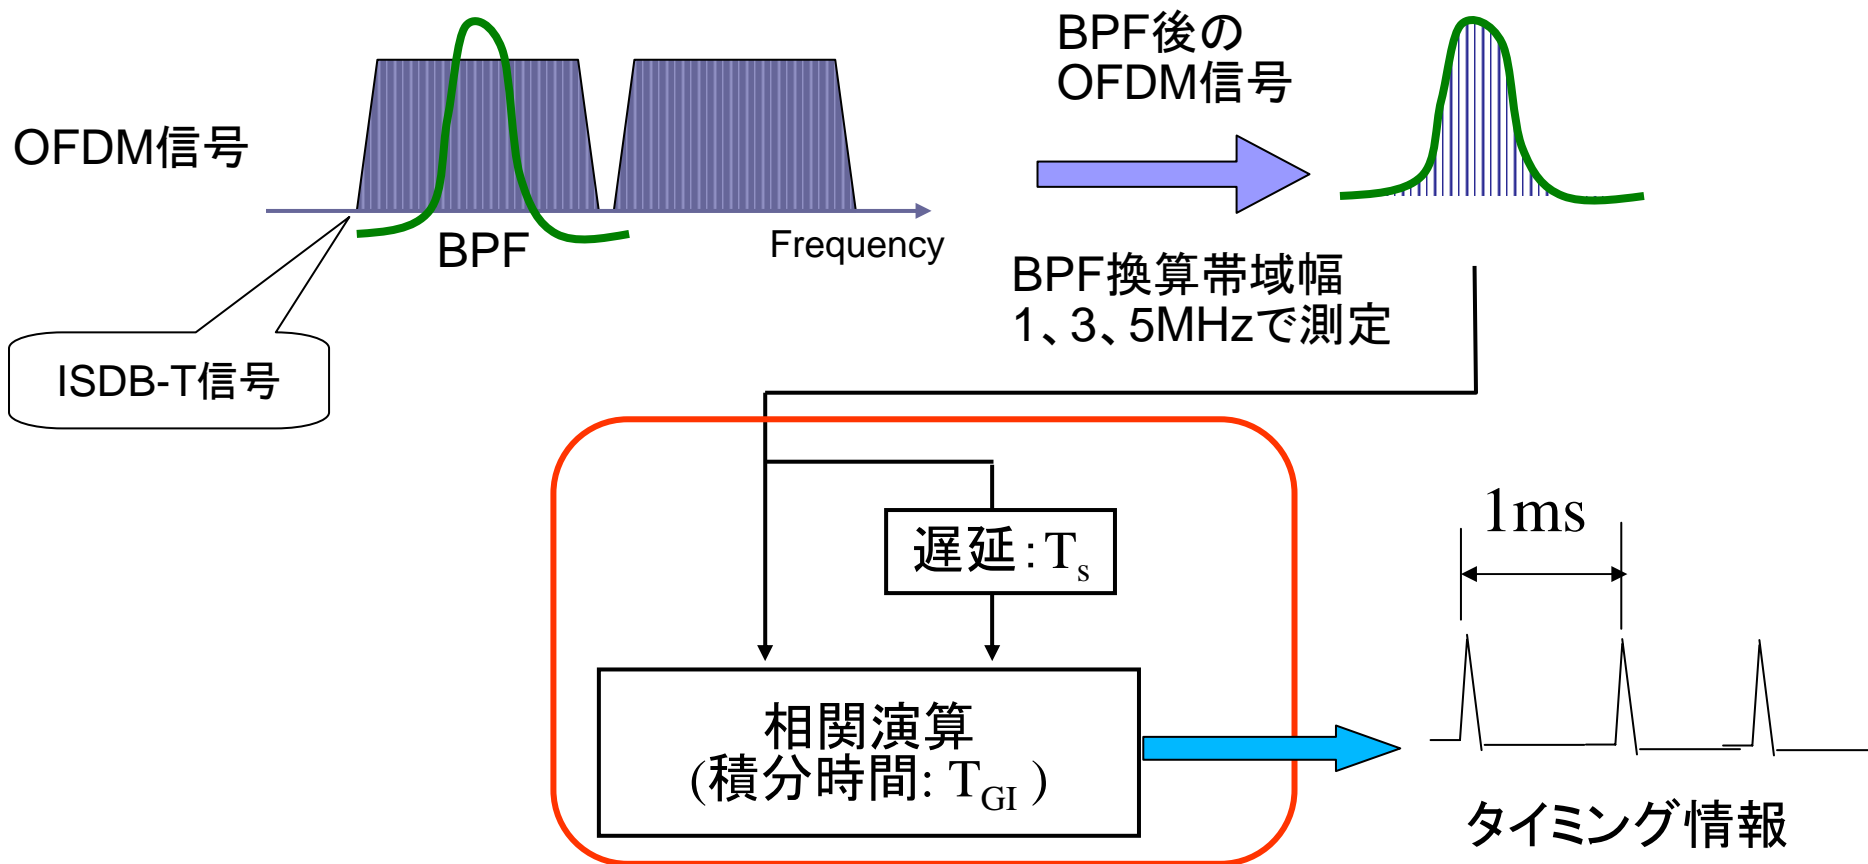 OFDM信号
BPF
Frequency
ISDB-T信号
BPF後の
OFDM信号
BPF換算帯域幅
1、3、5MHzで測定
遅延:Ts
相関演算
(積分時間: TGI )
1ms
タイミング情報